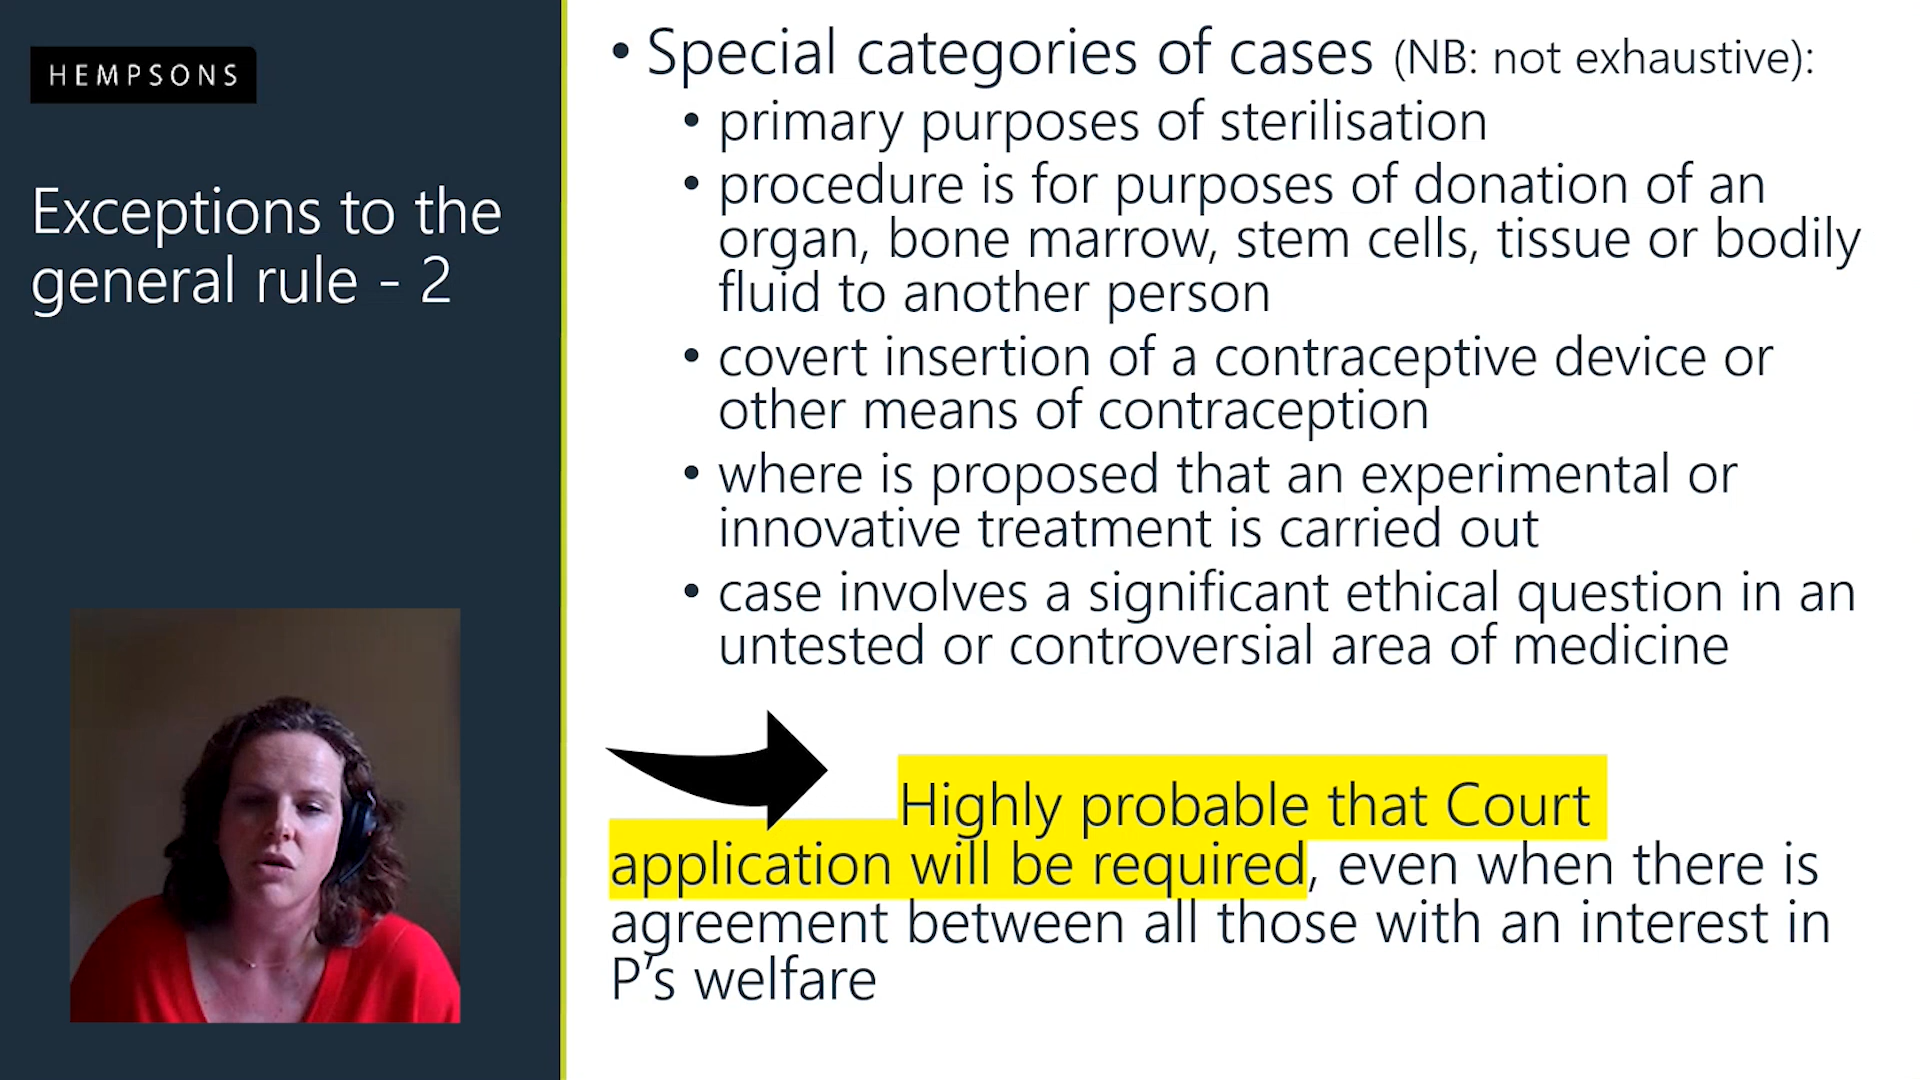 HEMPSONS
Exceptions to the
general rule - 2
• Special categories of cases (NB: not exhaustive):
• primary purposes of sterilisation
• procedure is for purposes of donation of an
organ, bone marrow, stem cells, tissue or bodily
fluid to another person
• covert insertion of a contraceptive device or
other means of contraception
• where is proposed that an experimental or
innovative treatment is carried out
• case involves a significant ethical question in an
untested or controversial area of medicine
Highly probable that Court
application will be required, even when there is
agreement between all those with an interest in
P's welfare